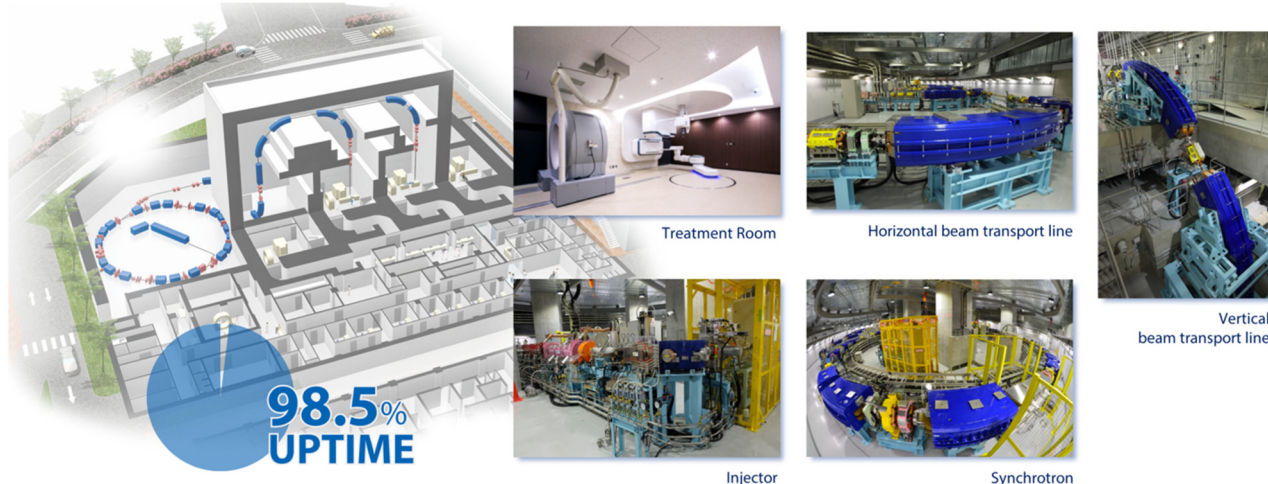 98.5%
UPTIME
Treatment Room
Horizontal beam transport line
Vertical
beam transport line
Injector
Synchrotron